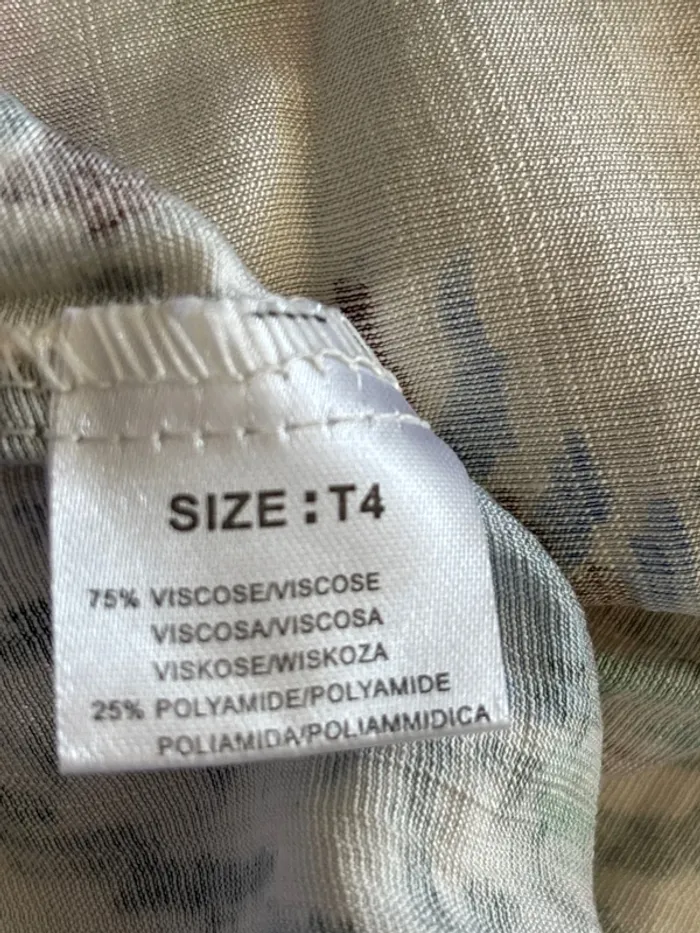 SIZE : T4
75% VISCOSE/VISCOSE
VISCOSA/VISCOSA
VISKOSE/WISKOZA
25% POLYAMIDE/POLYAMIDE
POLIAMIDA/POLIAMMIDICA